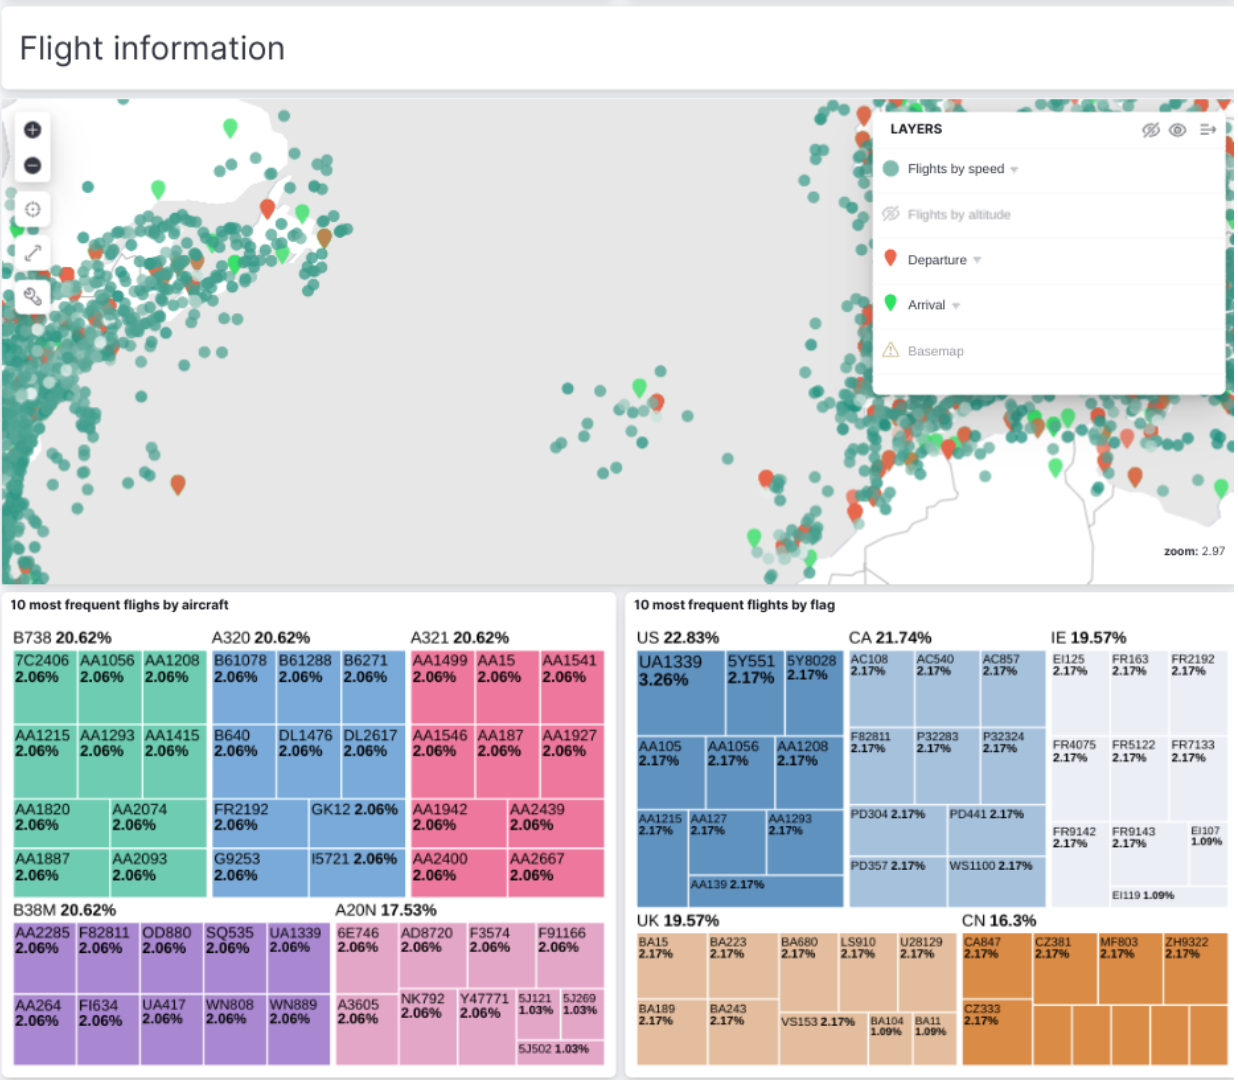 Flight information
LAYERS
Flights by speed
Flights by altitude
Departure
Arrival
Basemap
zoom: 2.97
10 most frequent flighs by aircraft
B738 20.62%
7C2406 2.06%
AA1056 2.06%
AA1208 2.06%
AA1215 2.06%
AA1293 2.06%
AA1415 2.06%
AA1820 2.06%
AA2074 2.06%
AA1887 2.06%
AA2093 2.06%
A320 20.62%
B61078 2.06%
B61288 2.06%
B6271 2.06%
B640 2.06%
DL1476 2.06%
DL2617 2.06%
FR2192 2.06%
GK12 2.06%
G9253 2.06%
I5721 2.06%
A321 20.62%
AA1499 2.06%
AA15 2.06%
AA1541 2.06%
AA1546 2.06%
AA187 2.06%
AA1927 2.06%
AA1942 2.06%
AA2439 2.06%
AA2400 2.06%
AA2667 2.06%
B38M 20.62%
AA2285 2.06%
F82811 2.06%
OD880 2.06%
SQ535 2.06%
UA1339 2.06%
AA264 2.06%
FI634 2.06%
UA417 2.06%
WN808 2.06%
WN889 2.06%
A20N 17.53%
6E746 2.06%
AD8720 2.06%
F3574 2.06%
F91166 2.06%
A3605 2.06%
NK792 2.06%
Y47771 2.06%
5J121 1.03%
5J269 1.03%
5J502 1.03%
10 most frequent flights by flag
US 22.83%
UA1339 3.26%
5Y551 2.17%
5Y8028 2.17%
AA105 2.17%
AA1056 2.17%
AA1208 2.17%
AA1215 2.17%
AA127 2.17%
AA1293 2.17%
AA139 2.17%
CA 21.74%
AC108 2.17%
AC540 2.17%
AC857 2.17%
F82811 2.17%
P32283 2.17%
P32324 2.17%
PD304 2.17%
PD441 2.17%
PD357 2.17%
WS1100 2.17%
IE 19.57%
EI125 2.17%
FR163 2.17%
FR2192 2.17%
FR4075 2.17%
FR5122 2.17%
FR7133 2.17%
FR9142 2.17%
FR9143 2.17%
EI107 1.09%
EI119 1.09%
UK 19.57%
BA15 2.17%
BA223 2.17%
BA680 2.17%
LS910 2.17%
U28129 2.17%
BA189 2.17%
BA243 2.17%
VS153 2.17%
BA104 1.09%
BA11 1.09%
CN 16.3%
CA847 2.17%
CZ381 2.17%
MF803 2.17%
ZH9322 2.17%
CZ333 2.17%